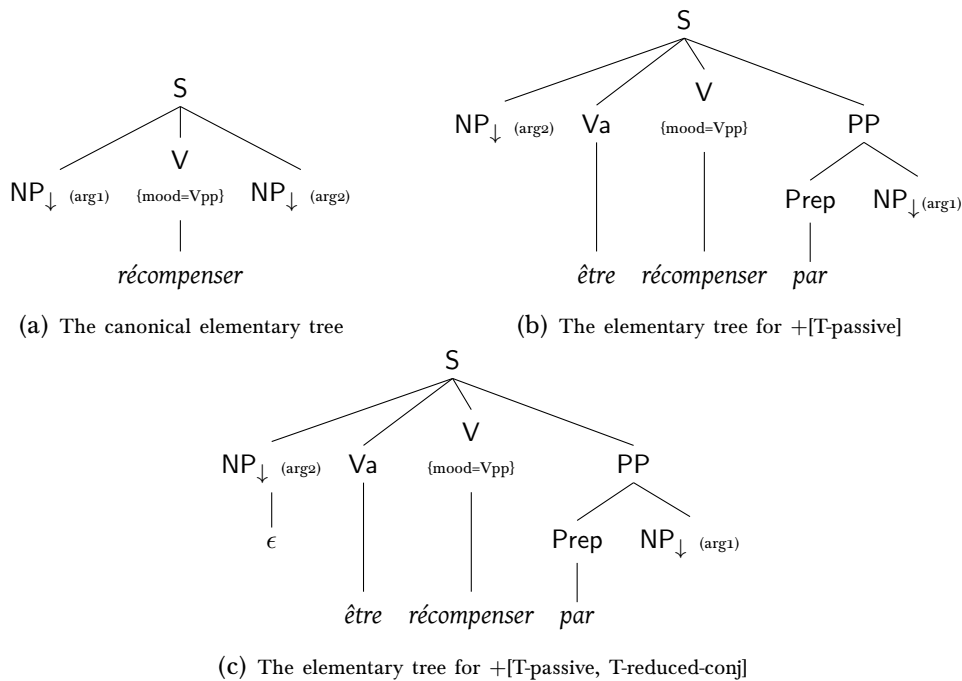 S
NP↓ (arg1) V {mood=Vpp} NP↓ (arg2)
récompenser
(a) The canonical elementary tree
S
NP↓ (arg2) Va V {mood=Vpp} PP
Prep NP↓(arg1)
être récompenser par
(b) The elementary tree for +[T-passive]
S
NP↓ (arg2) Va V {mood=Vpp} PP
ϵ Prep NP↓ (arg1)
être récompenser par
(c) The elementary tree for +[T-passive, T-reduced-conj]